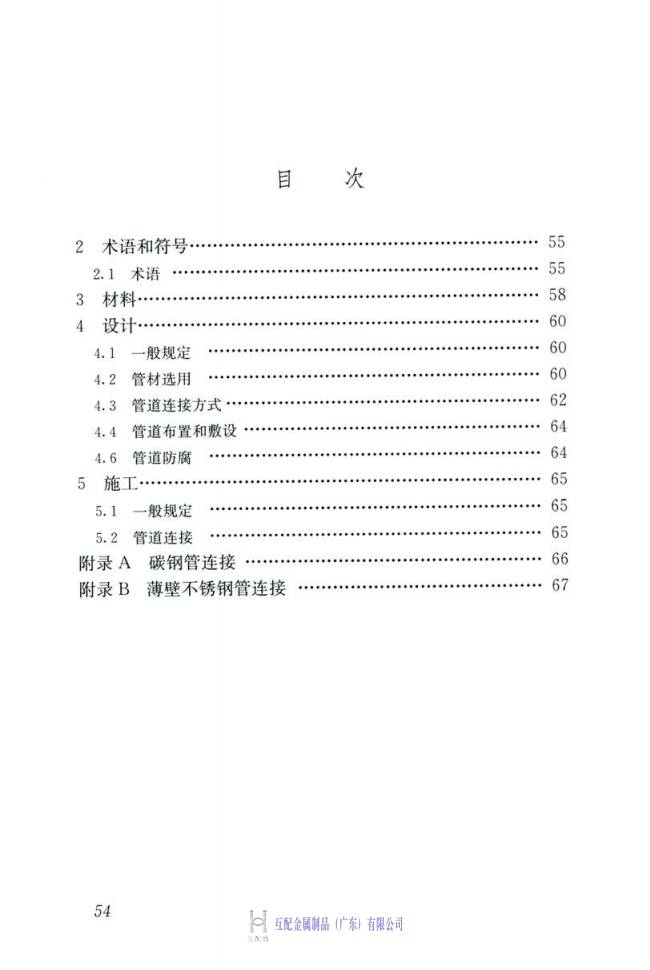 目 次
2 术语和符号…………………………………………… 55
2.1 术语 …………………………………………… 55
3 材料…………………………………………… 58
4 设计…………………………………………… 60
4.1 一般规定 …………………………………………… 60
4.2 管材选用 …………………………………………… 60
4.3 管道连接方式…………………………………………… 62
4.4 管道布置和敷设 …………………………………………… 64
4.6 管道防腐 …………………………………………… 64
5 施工…………………………………………… 65
5.1 一般规定 …………………………………………… 65
5.2 管道连接 …………………………………………… 65
附录 A 碳钢管连接 …………………………………………… 66
附录 B 薄壁不锈钢管连接 …………………………………………… 67
54
互配金属制品（广东）有限公司